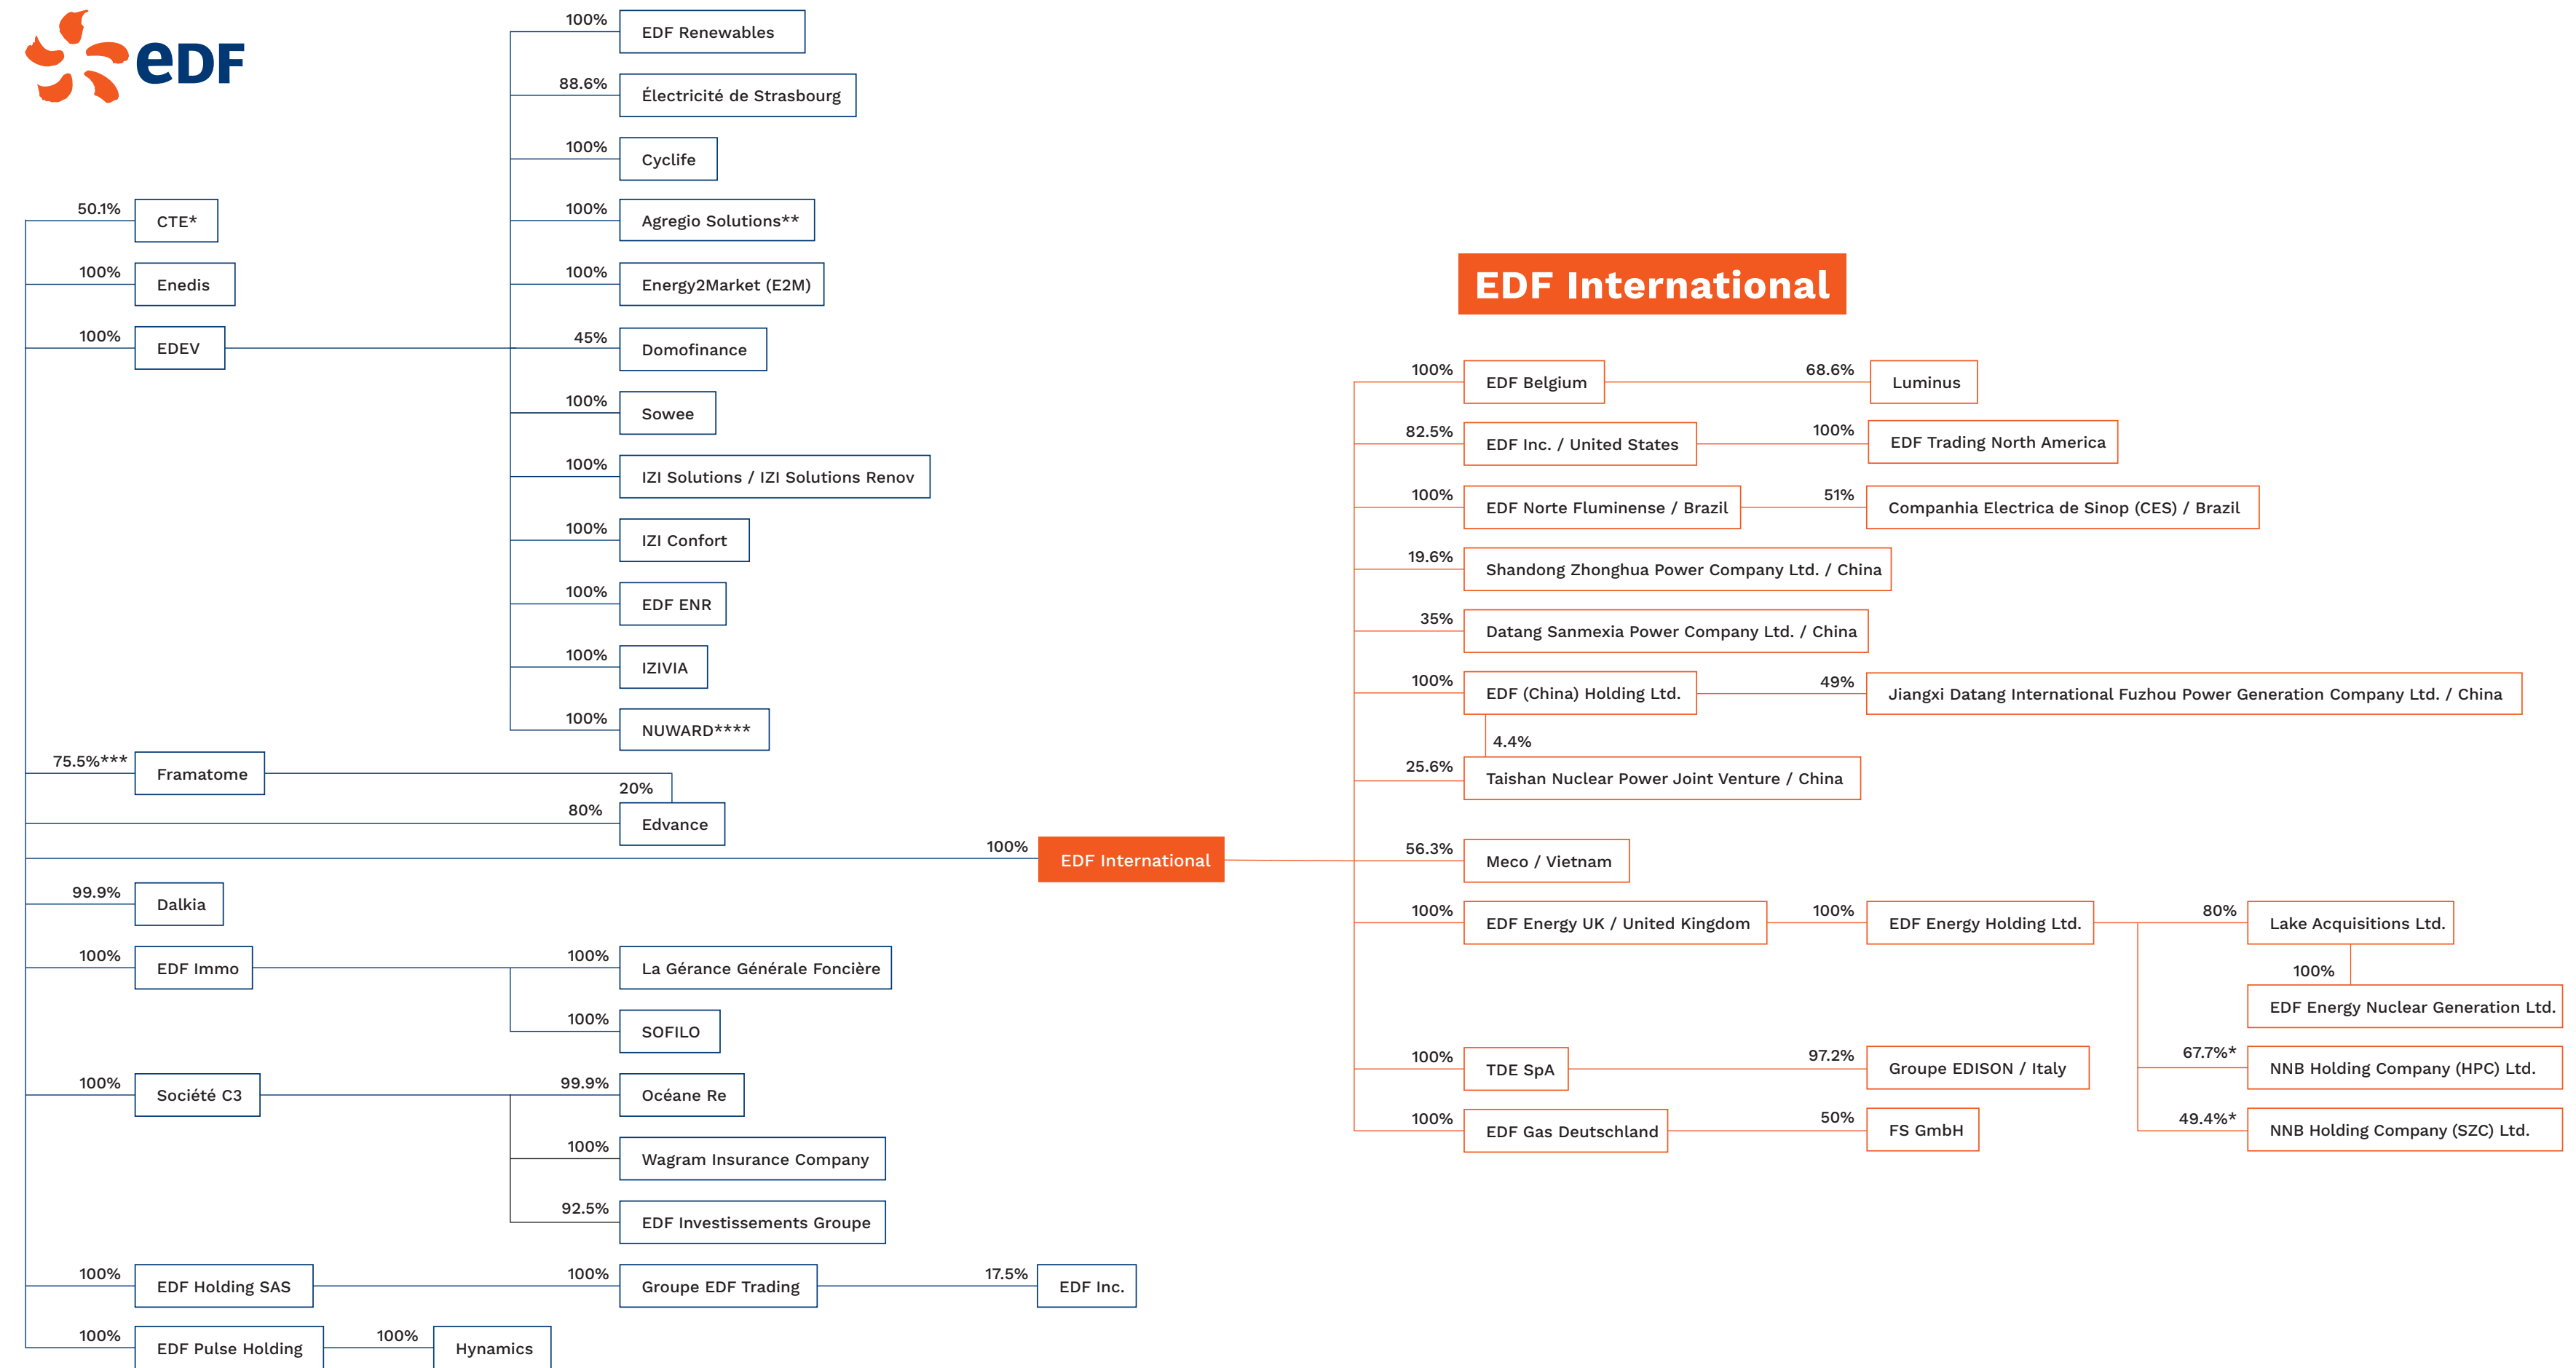 eDF
100%
EDF Renewables
88.6%
Électricité de Strasbourg
100%
Cyclife
100%
Agregio Solutions**
100%
Energy2Market (E2M)
45%
Domofinance
100%
Sowee
100%
IZI Solutions / IZI Solutions Renov
100%
IZI Confort
100%
EDF ENR
100%
IZIVIA
100%
NUWARD****
50.1%
CTE*
100%
Enedis
100%
EDEV
75.5%***
Framatome
20%
80%
Edvance
100%
EDF International
99.9%
Dalkia
100%
EDF Immo
100%
La Gérance Générale Foncière
100%
SOFILO
100%
Société C3
99.9%
Océane Re
100%
Wagram Insurance Company
92.5%
EDF Investissements Groupe
100%
EDF Holding SAS
100%
Groupe EDF Trading
17.5%
EDF Inc.
100%
EDF Pulse Holding
100%
Hynamics
EDF International
100%
EDF Belgium
68.6%
Luminus
82.5%
EDF Inc. / United States
100%
EDF Trading North America
100%
EDF Norte Fluminense / Brazil
51%
Companhia Electrica de Sinop (CES) / Brazil
19.6%
Shandong Zhonghua Power Company Ltd. / China
35%
Datang Sanmexia Power Company Ltd. / China
100%
EDF (China) Holding Ltd.
49%
Jiangxi Datang International Fuzhou Power Generation Company Ltd. / China
4.4%
25.6%
Taishan Nuclear Power Joint Venture / China
56.3%
Meco / Vietnam
100%
EDF Energy UK / United Kingdom
100%
EDF Energy Holding Ltd.
80%
Lake Acquisitions Ltd.
100%
EDF Energy Nuclear Generation Ltd.
67.7%*
NNB Holding Company (HPC) Ltd.
49.4%*
NNB Holding Company (SZC) Ltd.
100%
TDE SpA
97.2%
Groupe EDISON / Italy
100%
EDF Gas Deutschland
50%
FS GmbH